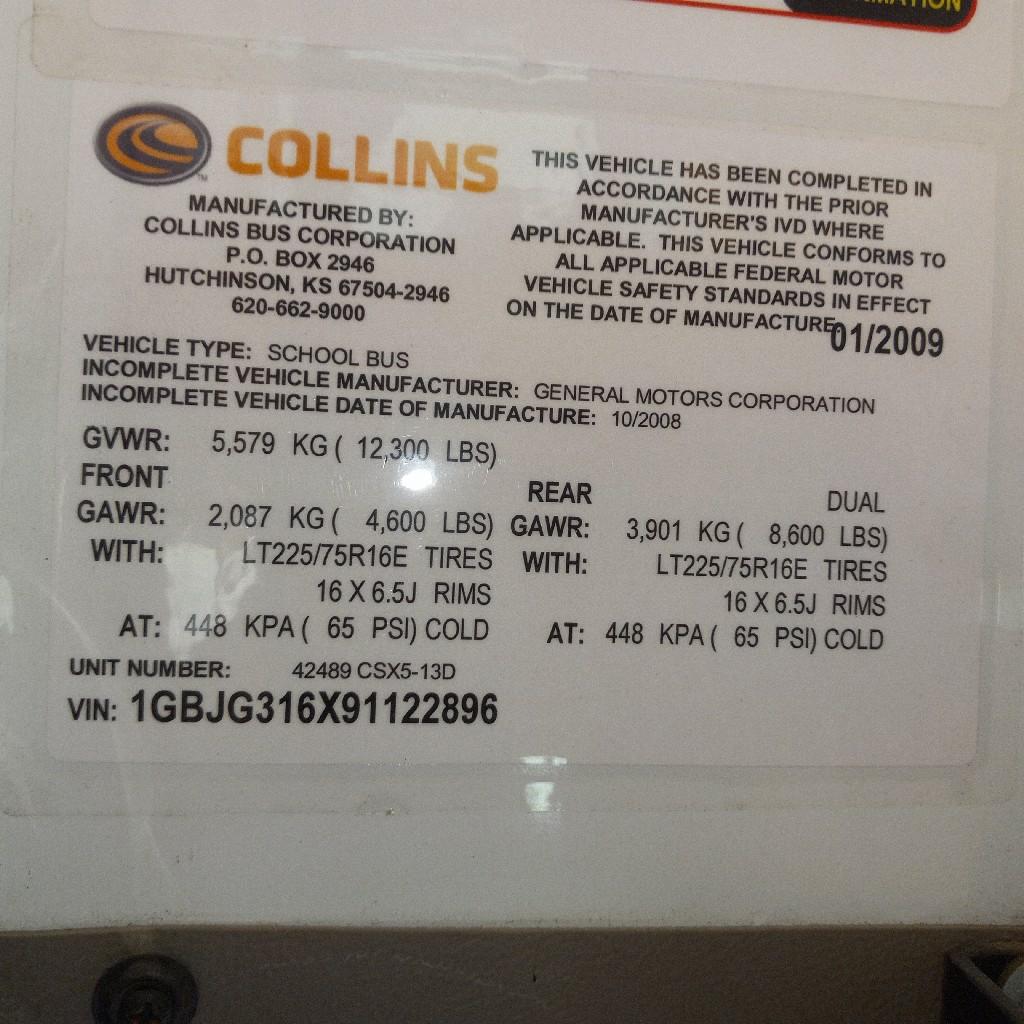 MATION
COLLINS
TM
MANUFACTURED BY:
COLLINS BUS CORPORATION
P.O. BOX 2946
HUTCHINSON, KS 67504-2946
620-662-9000
THIS VEHICLE HAS BEEN COMPLETED IN
ACCORDANCE WITH THE PRIOR
MANUFACTURER'S IVD WHERE
APPLICABLE. THIS VEHICLE CONFORMS TO
ALL APPLICABLE FEDERAL MOTOR
VEHICLE SAFETY STANDARDS IN EFFECT
ON THE DATE OF MANUFACTURE 01/2009
VEHICLE TYPE: SCHOOL BUS
INCOMPLETE VEHICLE MANUFACTURER: GENERAL MOTORS CORPORATION
INCOMPLETE VEHICLE DATE OF MANUFACTURE: 10/2008
GVWR: 5,579 KG ( 12,300 LBS)
FRONT
GAWR: 2,087 KG ( 4,600 LBS)
WITH: LT225/75R16E TIRES
16 X 6.5J RIMS
AT: 448 KPA ( 65 PSI) COLD
REAR DUAL
GAWR: 3,901 KG ( 8,600 LBS)
WITH: LT225/75R16E TIRES
16 X 6.5J RIMS
AT: 448 KPA ( 65 PSI) COLD
UNIT NUMBER: 42489 CSX5-13D
VIN: 1GBJG316X91122896